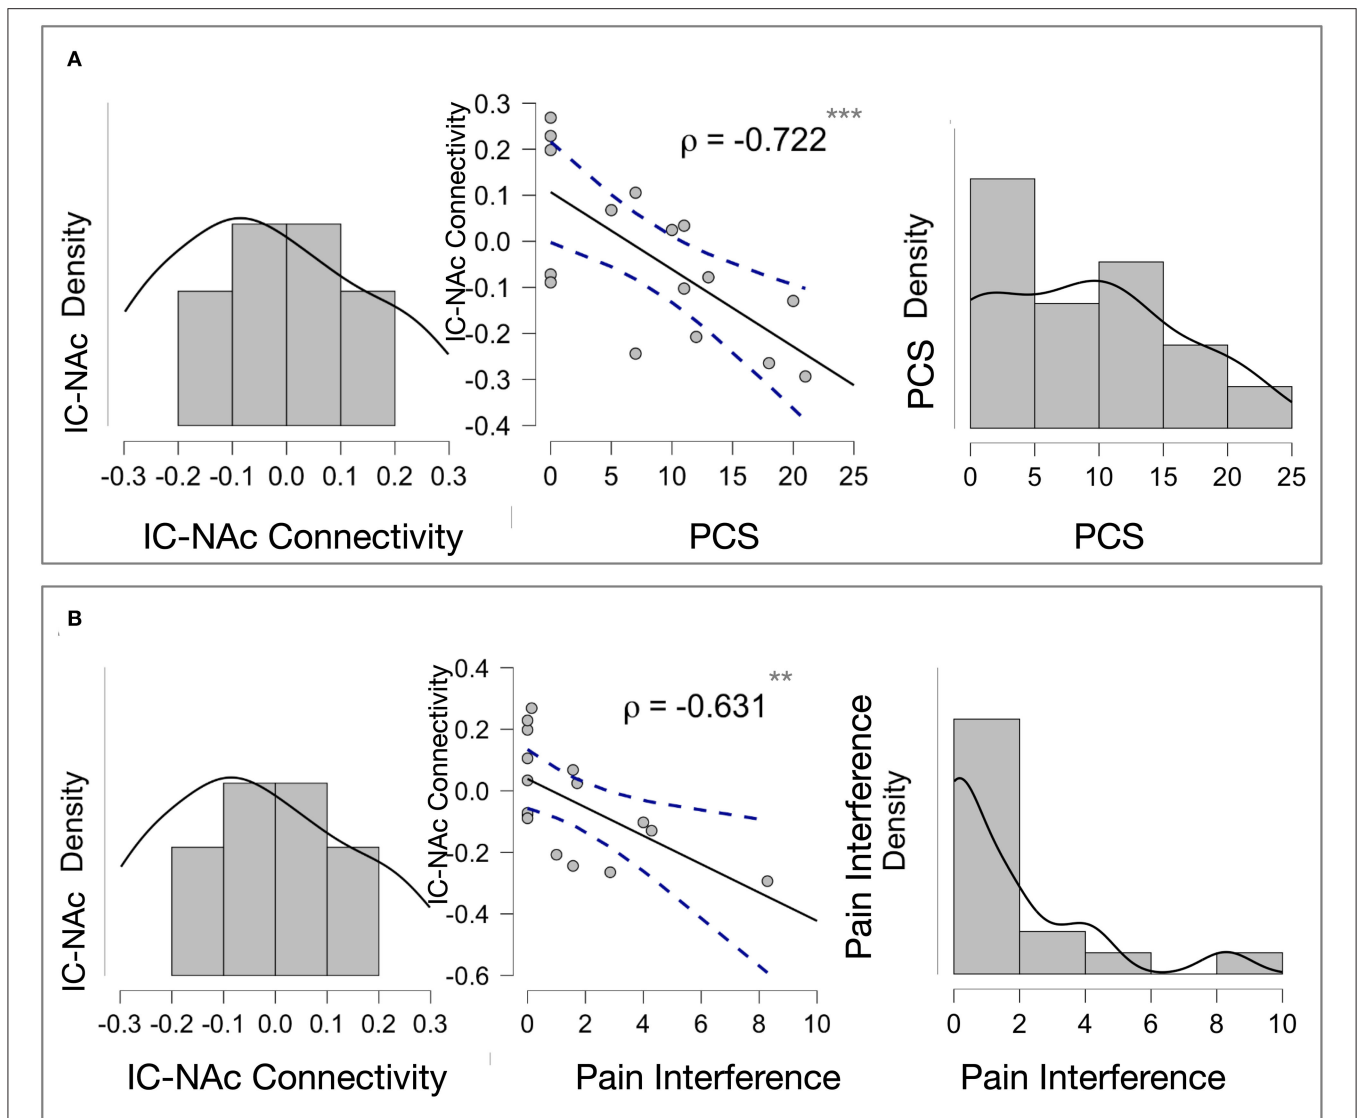 A
IC-NAc Density
-0.3 -0.2 -0.1 0.0 0.1 0.2 0.3
IC-NAc Connectivity
IC-NAc Connectivity
0.3
0.2
0.1
0.0
-0.1
-0.2
-0.3
-0.4
ρ = -0.722
***
0 5 10 15 20 25
PCS
PCS Density
0 5 10 15 20 25
PCS
B
IC-NAc Density
-0.3 -0.2 -0.1 0.0 0.1 0.2 0.3
IC-NAc Connectivity
IC-NAc Connectivity
0.4
0.2
0.0
-0.2
-0.4
-0.6
ρ = -0.631
**
0 2 4 6 8 10
Pain Interference
Pain Interference
Density
0 2 4 6 8 10
Pain Interference